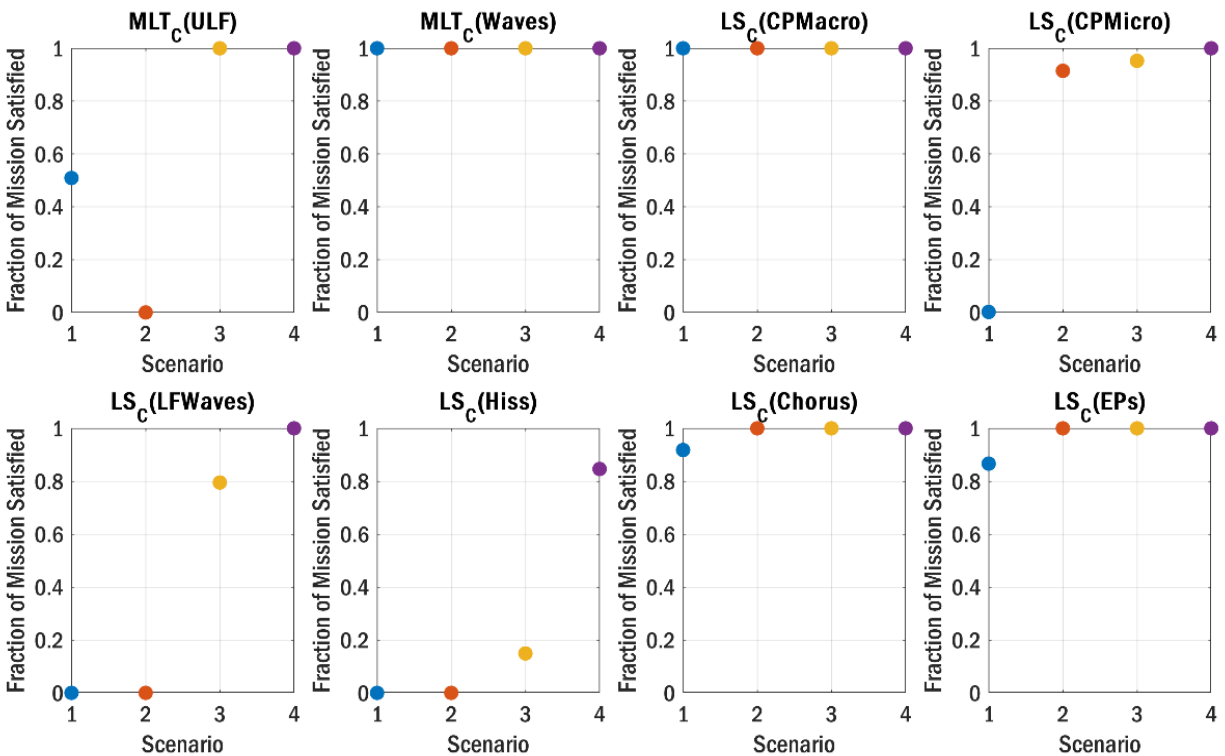 MLT_C(ULF)
Fraction of Mission Satisfied
1
0.8
0.6
0.4
0.2
0
1 2 3 4
Scenario
MLT_C(Waves)
Fraction of Mission Satisfied
1
0.8
0.6
0.4
0.2
0
1 2 3 4
Scenario
LS_C(CPMacro)
Fraction of Mission Satisfied
1
0.8
0.6
0.4
0.2
0
1 2 3 4
Scenario
LS_C(CPMicro)
Fraction of Mission Satisfied
1
0.8
0.6
0.4
0.2
0
1 2 3 4
Scenario
LS_C(LFWaves)
Fraction of Mission Satisfied
1
0.8
0.6
0.4
0.2
0
1 2 3 4
Scenario
LS_C(Hiss)
Fraction of Mission Satisfied
1
0.8
0.6
0.4
0.2
0
1 2 3 4
Scenario
LS_C(Chorus)
Fraction of Mission Satisfied
1
0.8
0.6
0.4
0.2
0
1 2 3 4
Scenario
LS_C(EPs)
Fraction of Mission Satisfied
1
0.8
0.6
0.4
0.2
0
1 2 3 4
Scenario